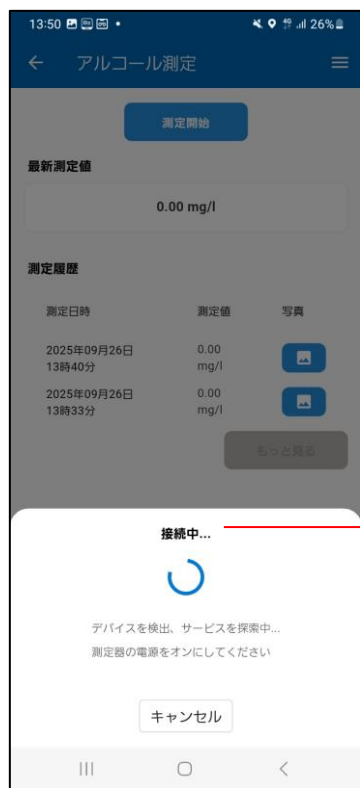 13:50 26%
アルコール測定
測定開始
最新測定値
0.00 mg/l
測定履歴
測定日時 測定値 写真
2025年09月26日 0.00
13時40分 mg/l
2025年09月26日 0.00
13時33分 mg/l
もっと見る
接続中...
デバイスを検出、サービスを探索中...
測定器の電源をオンにしてください
キャンセル